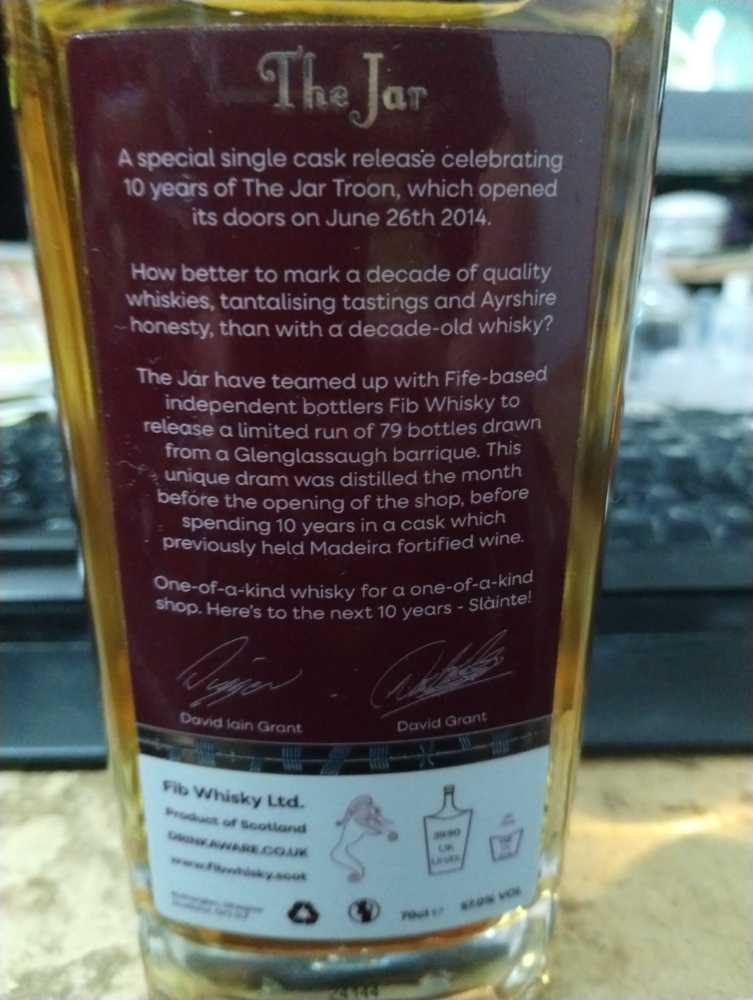 The Jar
A special single cask release celebrating
10 years of The Jar Troon, which opened
its doors on June 26th 2014.
How better to mark a decade of quality
whiskies, tantalising tastings and Ayrshire
honesty, than with a decade-old whisky?
The Jar have teamed up with Fife-based
independent bottlers Fib Whisky to
release a limited run of 79 bottles drawn
from a Glenglassaugh barrique. This
unique dram was distilled the month
before the opening of the shop, before
spending 10 years in a cask which
previously held Madeira fortified wine.
One-of-a-kind whisky for a one-of-a-kind
shop. Here's to the next 10 years - Slàinte!
David Iain Grant
David Grant
Fib Whisky Ltd.
Product of Scotland
DRINKAWARE.CO.UK
www.fibwhisky.scot
UK
70cl
VOL